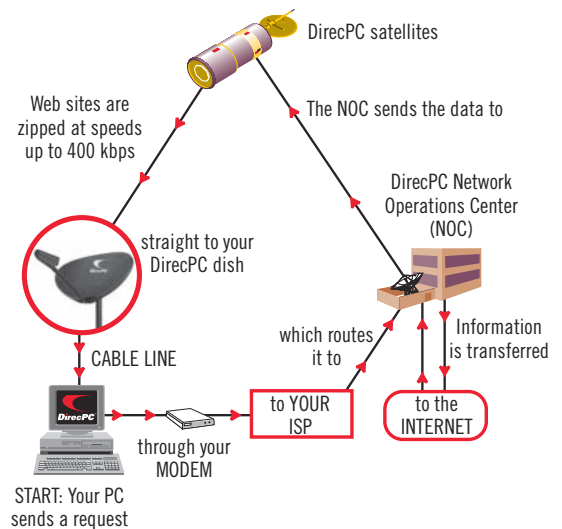 DirecPC satellites
Web sites are
zipped at speeds
up to 400 kbps
The NOC sends the data to
DirecPC Network
Operations Center
(NOC)
straight to your
DirecPC dish
which routes
it to
Information
is transferred
CABLE LINE
DirecPC
to YOUR
ISP
to the
INTERNET
through your
MODEM
START: Your PC
sends a request